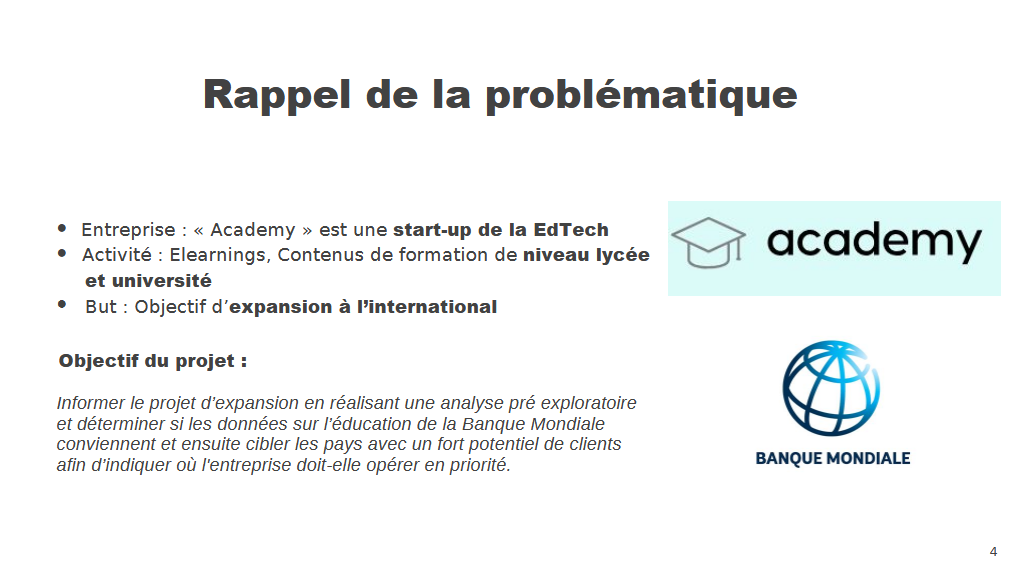 Rappel de la problématique
• Entreprise : « Academy » est une start-up de la EdTech
• Activité : Elearnings, Contenus de formation de niveau lycée
et université
• But : Objectif d’expansion à l’international
Objectif du projet :
Informer le projet d’expansion en réalisant une analyse pré exploratoire
et déterminer si les données sur l’éducation de la Banque Mondiale
conviennent et ensuite cibler les pays avec un fort potentiel de clients
afin d’indiquer où l'entreprise doit-elle opérer en priorité.
academy
BANQUE MONDIALE
4